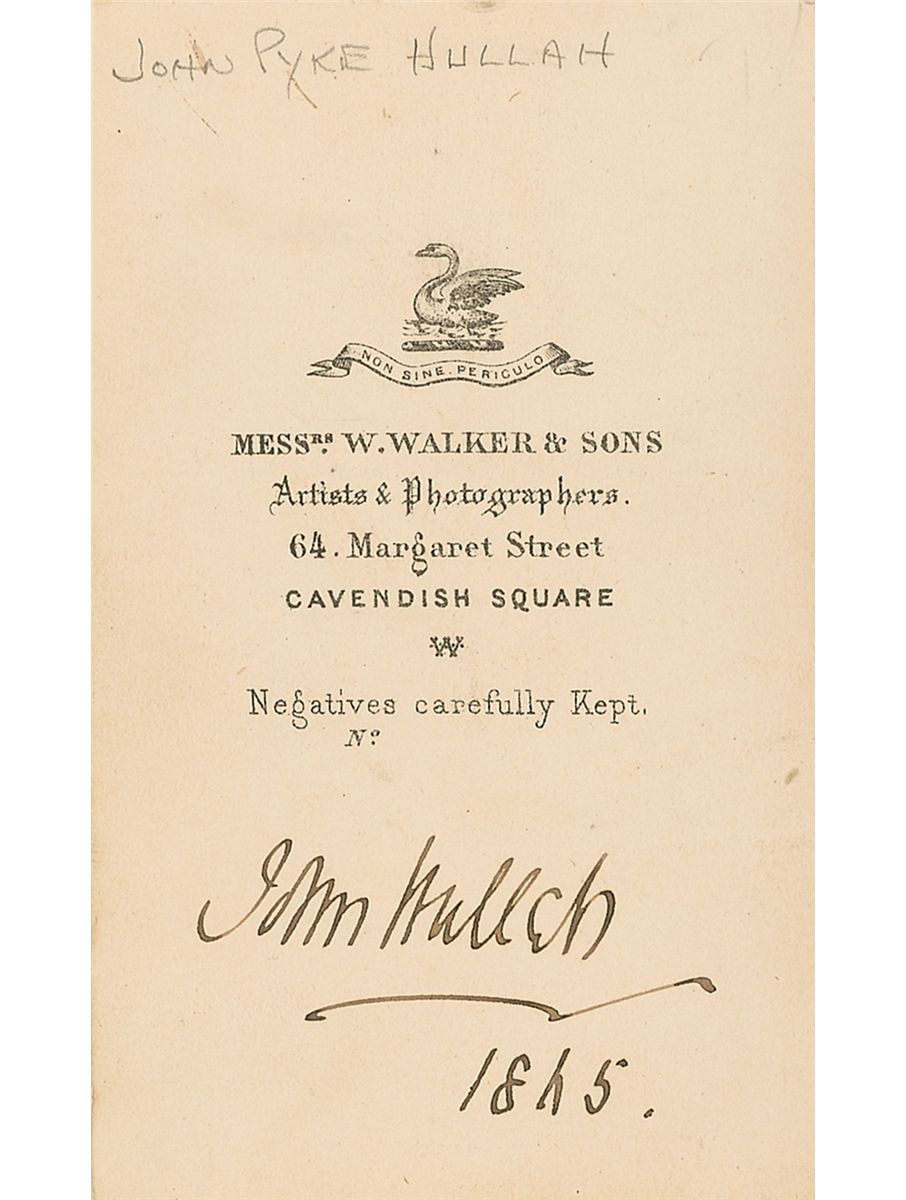 JOHN PYKE HULLAH
NON SINE PERICULO
MESSRS. W. WALKER & SONS
Artists & Photographers.
64. Margaret Street
CAVENDISH SQUARE
W
Negatives carefully Kept.
No.
John Hullah
1865.